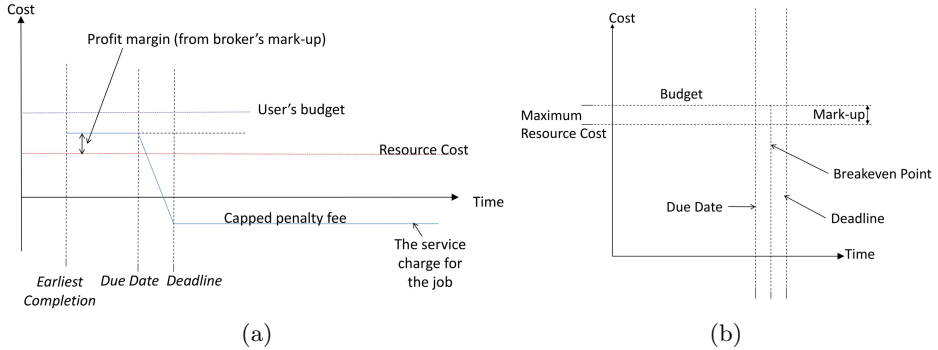 Cost
Profit margin (from broker's mark-up)
User's budget
Resource Cost
Time
Capped penalty fee
The service
charge for
the job
Earliest
Completion
Due Date
Deadline
(a)
Cost
Budget
Maximum
Resource Cost
Mark-up
Breakeven Point
Due Date
Deadline
Time
(b)